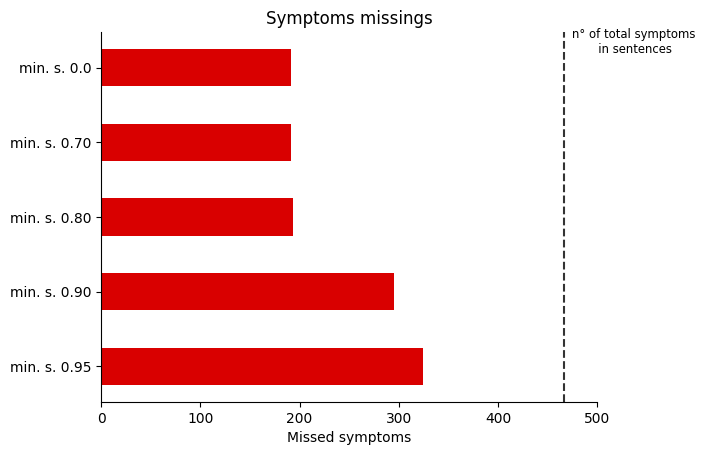 Symptoms missings
n° of total symptoms
in sentences
min. s. 0.0
min. s. 0.70
min. s. 0.80
min. s. 0.90
min. s. 0.95
0 100 200 300 400 500
Missed symptoms